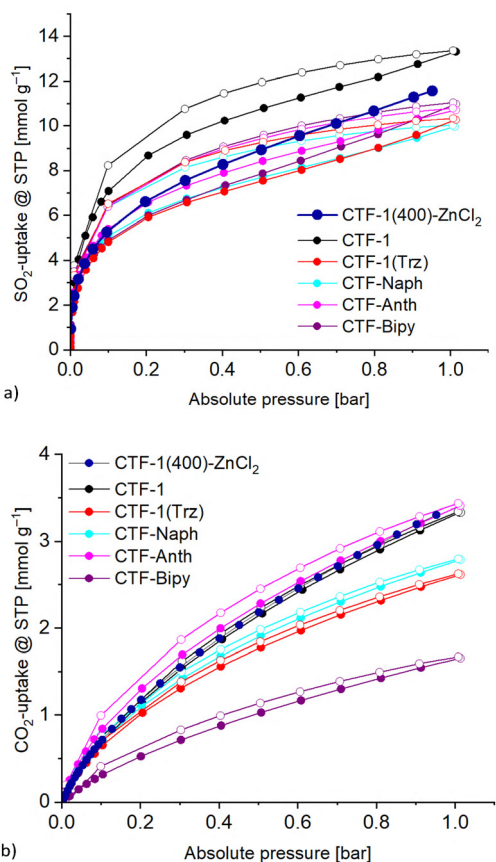 14
12
10
8
6
4
2
0
SO₂-uptake @ STP [mmol g⁻¹]
CTF-1(400)-ZnCl₂
CTF-1
CTF-1(Trz)
CTF-Naph
CTF-Anth
CTF-Bipy
0.0 0.2 0.4 0.6 0.8 1.0
Absolute pressure [bar]
a)
4
3
2
1
0
CO₂-uptake @ STP [mmol g⁻¹]
CTF-1(400)-ZnCl₂
CTF-1
CTF-1(Trz)
CTF-Naph
CTF-Anth
CTF-Bipy
0.0 0.2 0.4 0.6 0.8 1.0
Absolute pressure [bar]
b)